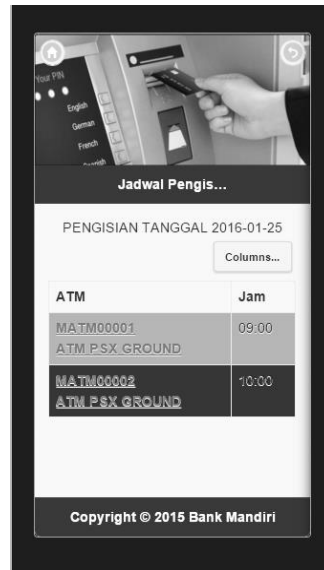 Your PIN
English
German
French
Spanish
Jadwal Pengis...
PENGISIAN TANGGAL 2016-01-25
Columns...
ATM Jam
MATM00001 09:00
ATM PSX GROUND
MATM00002 10:00
ATM PSX GROUND
Copyright © 2015 Bank Mandiri